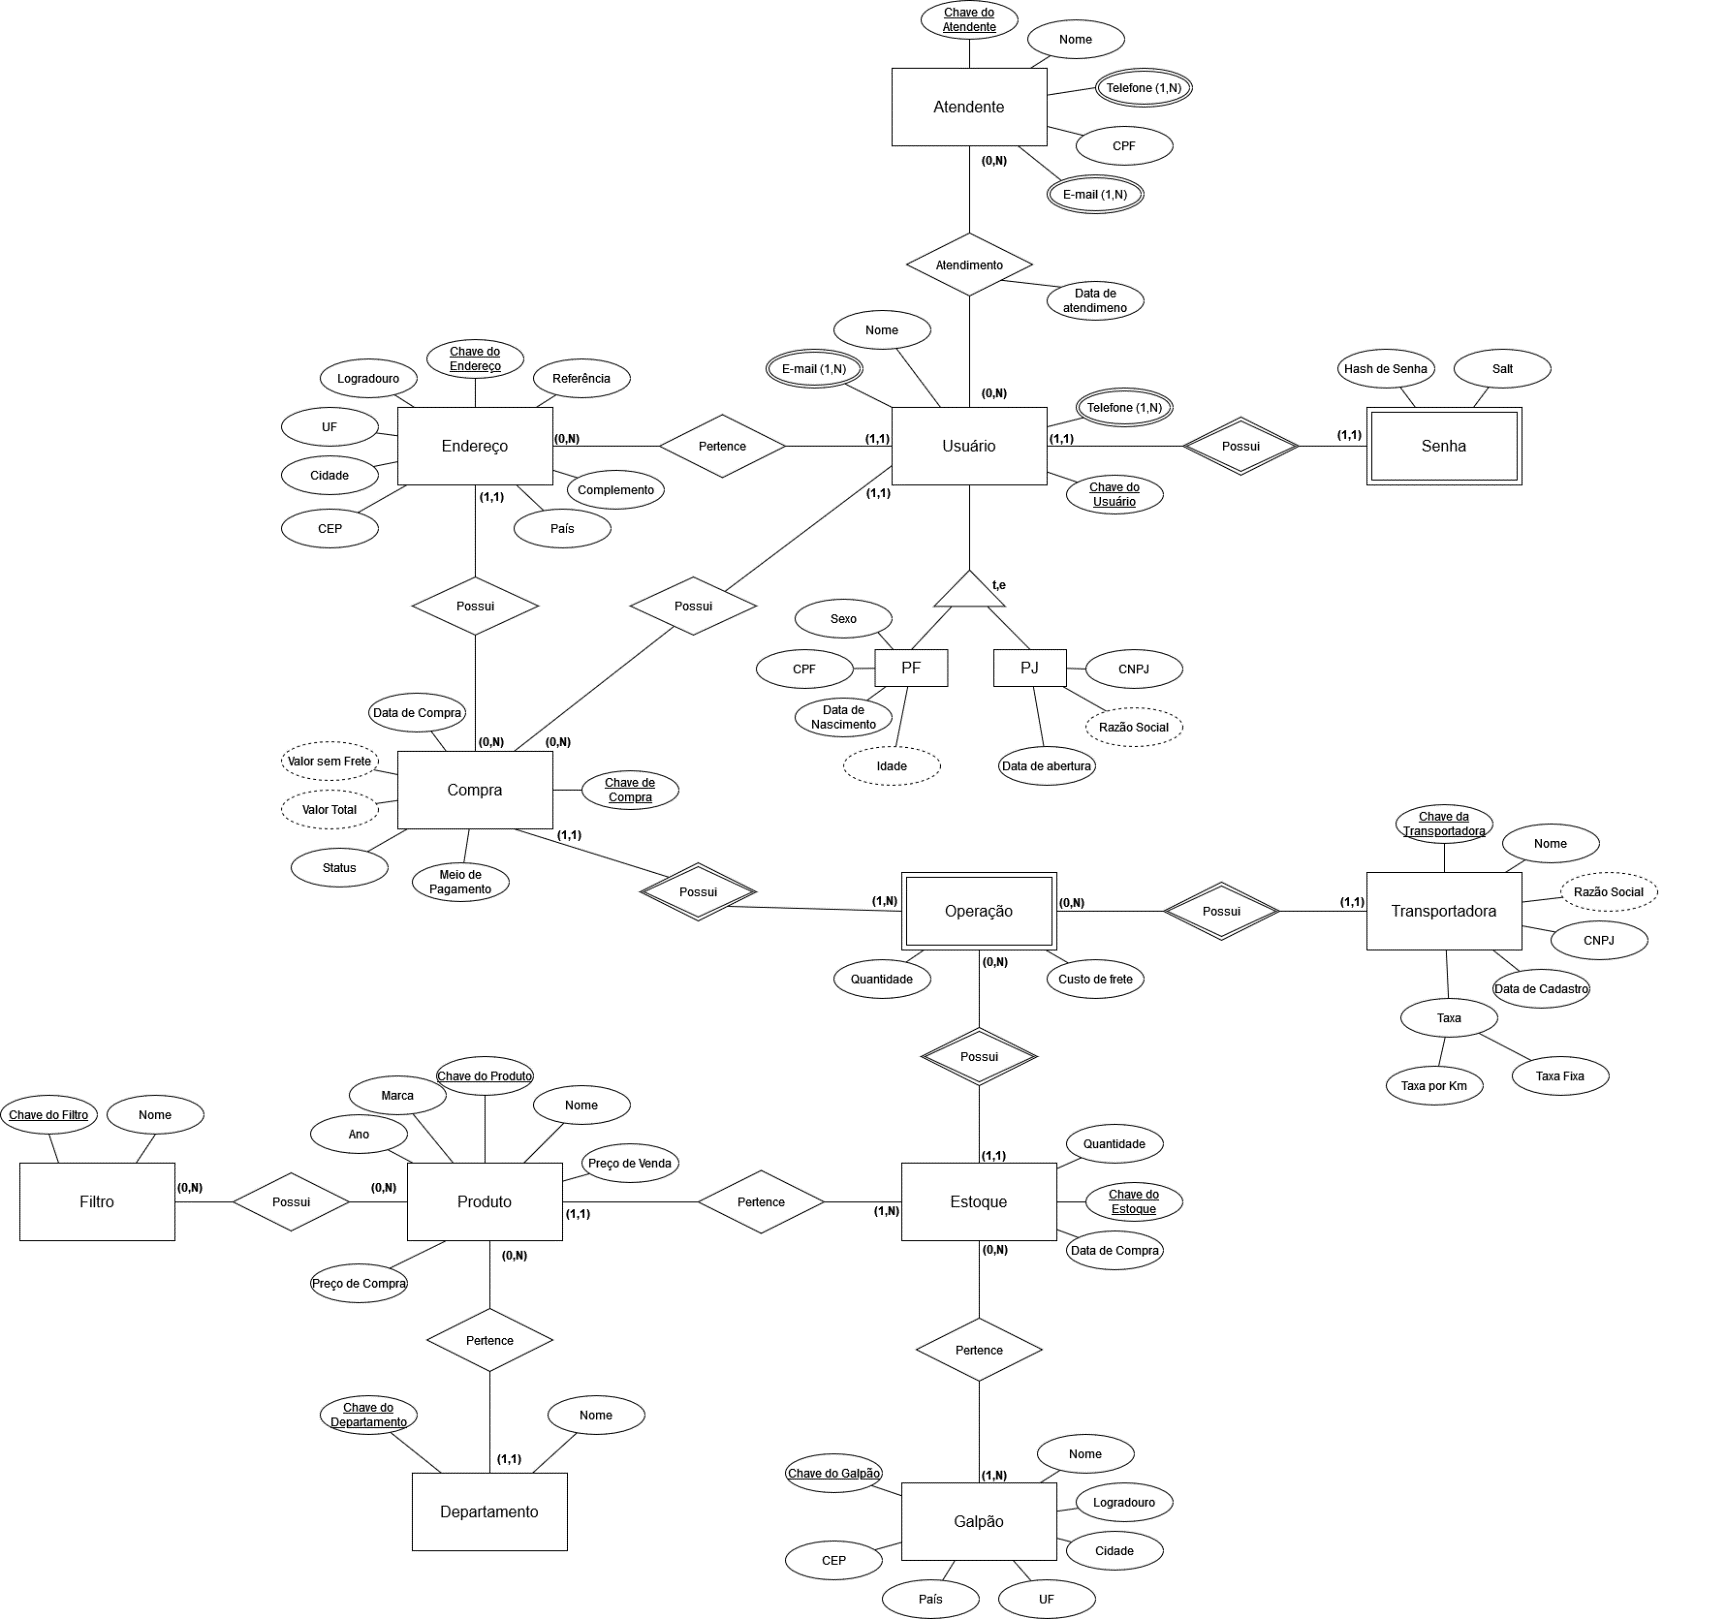 Chave do
Atendente
Nome
Atendente
Telefone (1,N)
CPF
(0,N)
E-mail (1,N)
Atendimento
Data de
atendimeno
Nome
E-mail (1,N)
(0,N)
Telefone (1,N)
Hash de Senha
Salt
Chave do
Endereço
Logradouro
Referência
UF
Endereço
(0,N)
Pertence
(1,1)
Usuário
(1,1)
Possui
(1,1)
Senha
Cidade
(1,1)
Complemento
(1,1)
Chave do
Usuário
CEP
País
Possui
Possui
t,e
Sexo
CPF
PF
PJ
CNPJ
Data de
Nascimento
Razão Social
Idade
Data de abertura
Data de Compra
(0,N)
(0,N)
Valor sem Frete
Compra
Chave de
Compra
Valor Total
(1,1)
Status
Meio de
Pagamento
Possui
(1,N)
Operação
(0,N)
Possui
(1,1)
Transportadora
Chave da
Transportadora
Nome
Razão Social
CNPJ
Data de Cadastro
Taxa
Taxa por Km
Taxa Fixa
Quantidade
(0,N)
Custo de frete
Possui
Chave do Filtro
Nome
Marca
Chave do Produto
Nome
Ano
Preço de Venda
Filtro
(0,N)
Possui
(0,N)
Produto
(1,1)
Pertence
(1,N)
(1,1)
Estoque
Quantidade
Chave do
Estoque
Data de Compra
(0,N)
Preço de Compra
(0,N)
Pertence
Pertence
Chave do
Departamento
Nome
(1,1)
Departamento
Chave do Galpão
(1,N)
Nome
Logradouro
Galpão
Cidade
CEP
País
UF